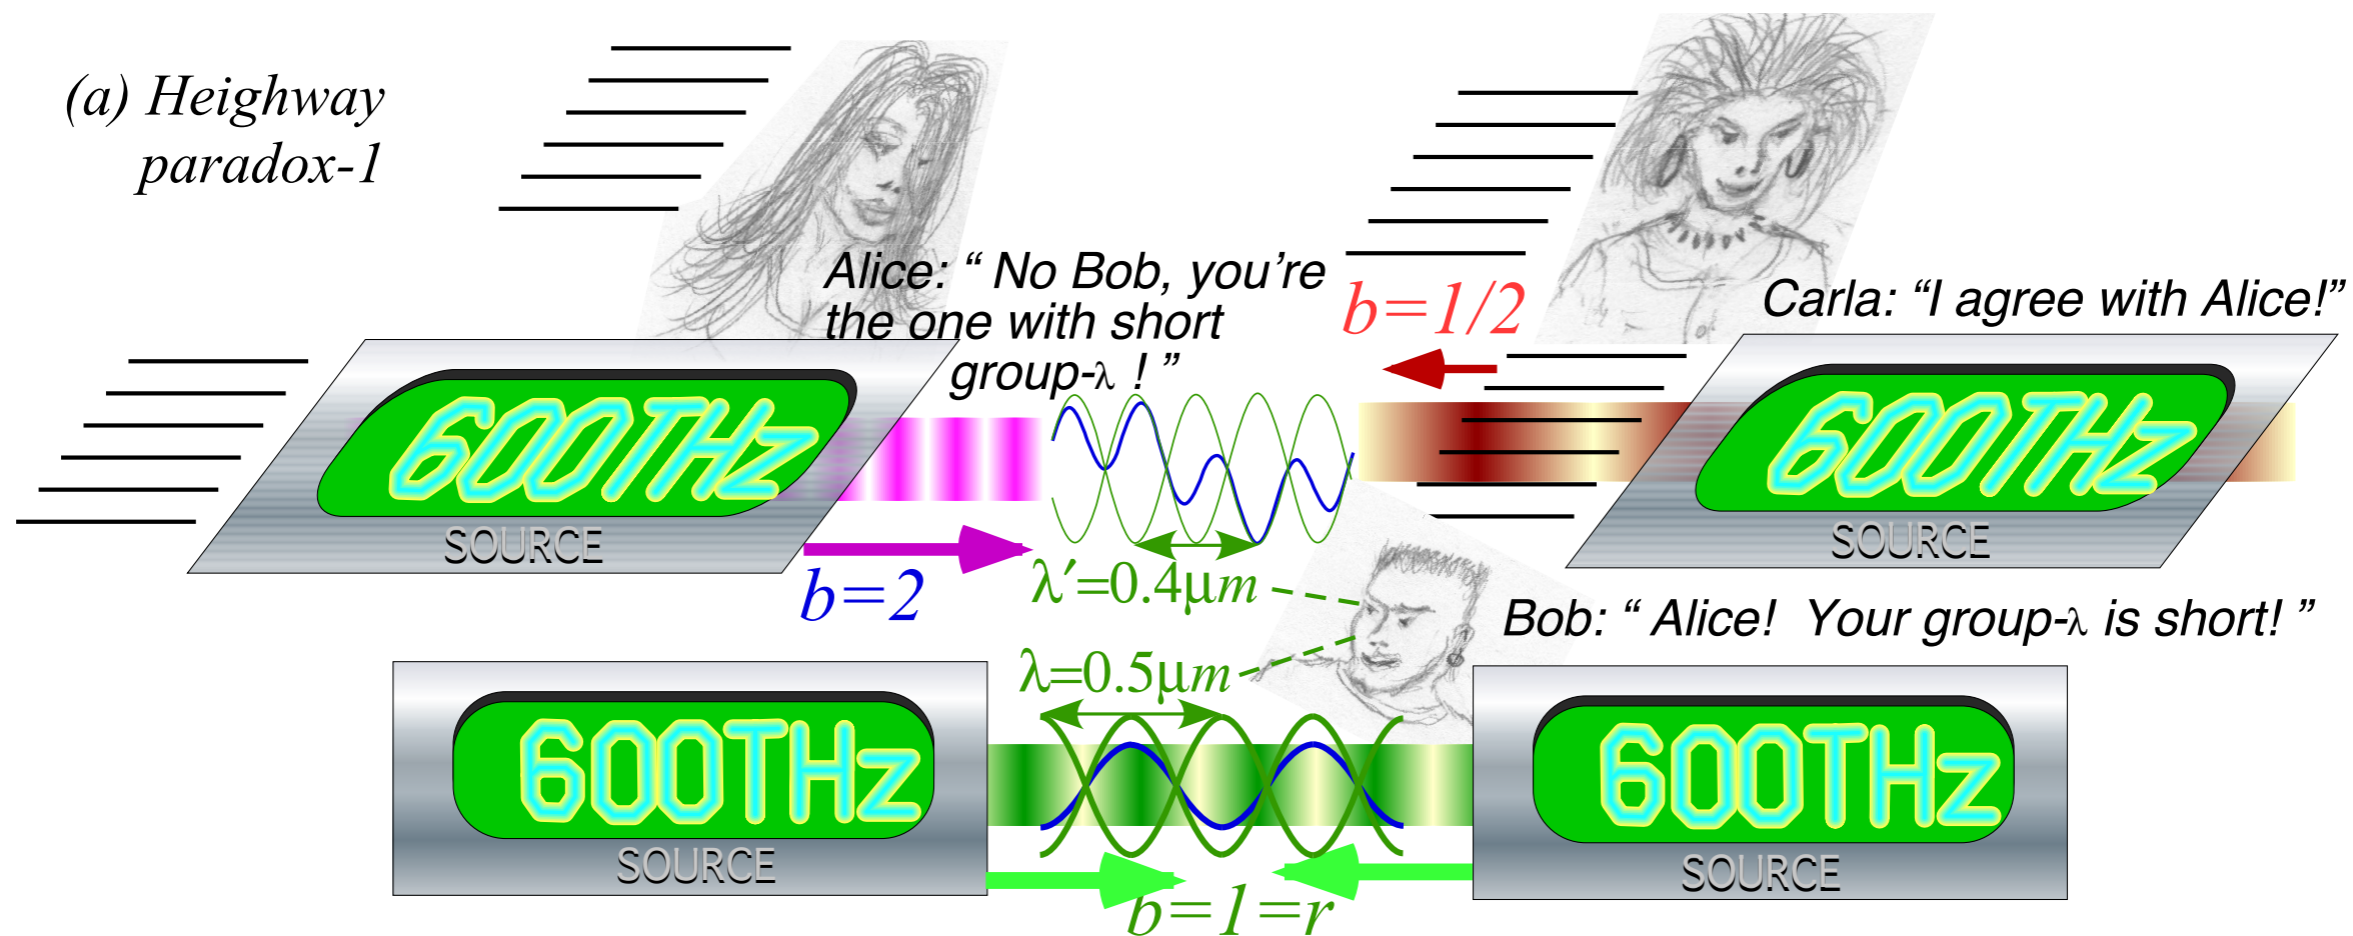 (a) Heighway
paradox-1
Alice: “ No Bob, you’re
the one with short
group-λ ! ”
b=1/2
Carla: “I agree with Alice!”
600THz
SOURCE
600THz
SOURCE
b=2
λ′=0.4μm
Bob: “ Alice!  Your group-λ is short! ”
λ=0.5μm
600THz
SOURCE
600THz
SOURCE
b=1=r